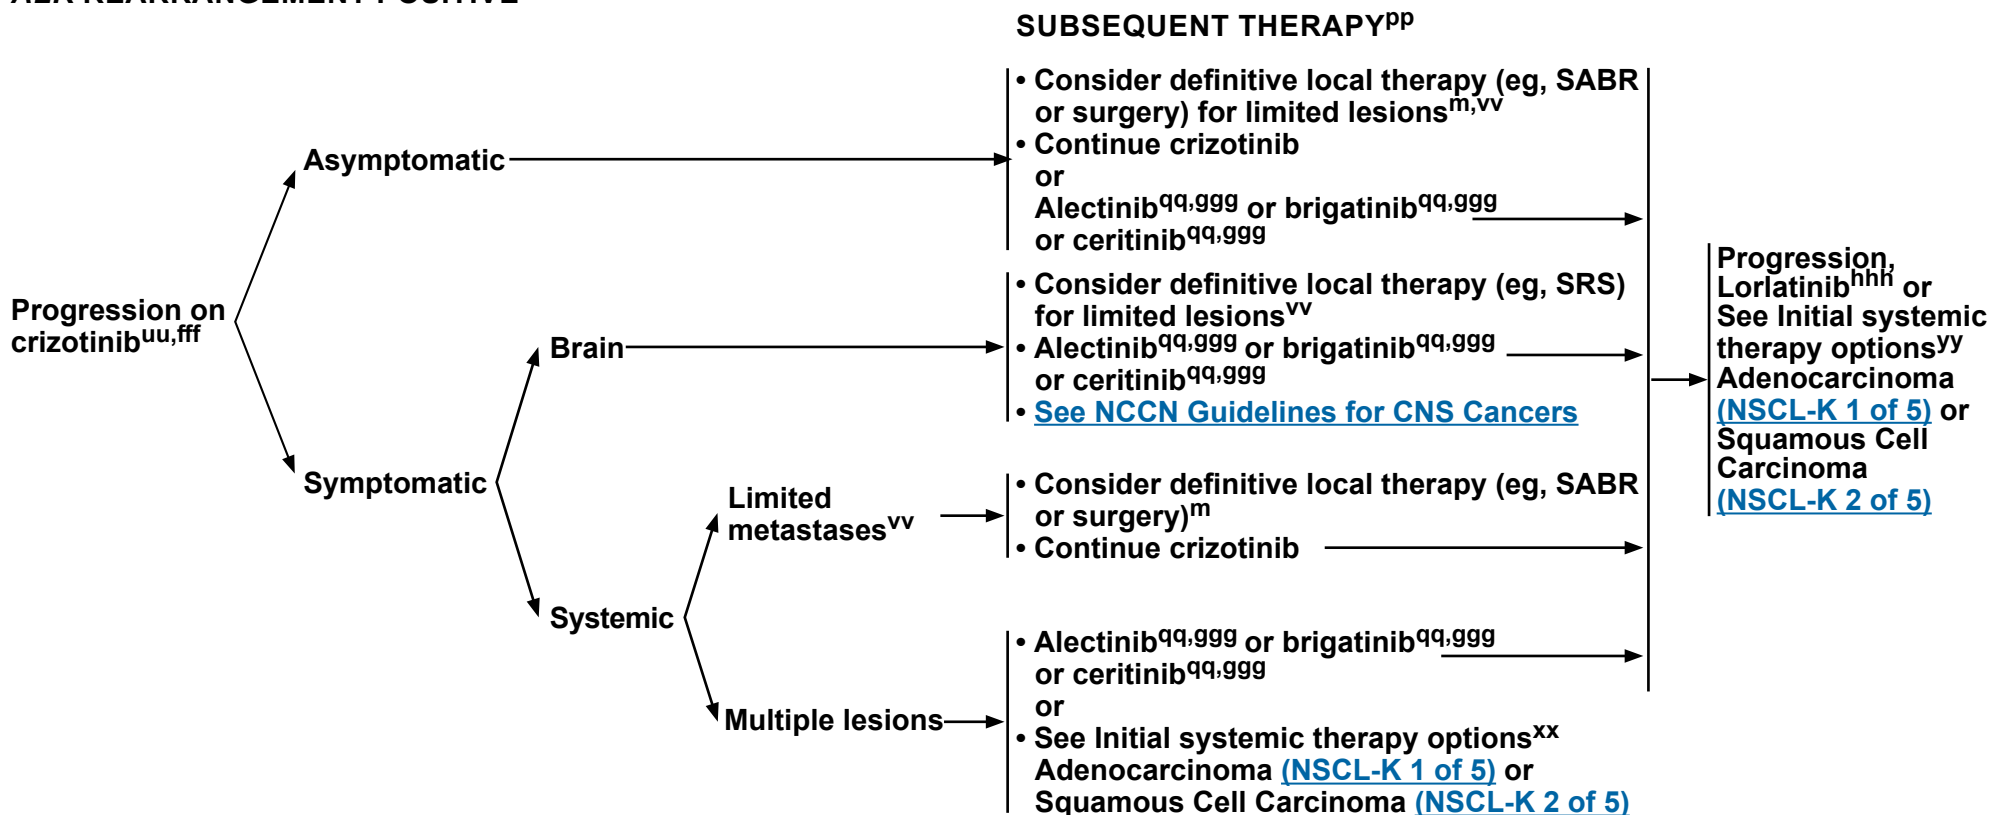 ALK REARRANGEMENT POSITIVE
SUBSEQUENT THERAPYpp
Progression on
crizotinibuu,fff
Asymptomatic
• Consider definitive local therapy (eg, SABR
or surgery) for limited lesionsm,vv
• Continue crizotinib
or
Alectinibqq,ggg or brigatinibqq,ggg
or ceritinibqq,ggg
Symptomatic
Brain
• Consider definitive local therapy (eg, SRS)
for limited lesionsvv
• Alectinibqq,ggg or brigatinibqq,ggg
or ceritinibqq,ggg
• See NCCN Guidelines for CNS Cancers
Systemic
Limited
metastasesvv
• Consider definitive local therapy (eg, SABR
or surgery)m
• Continue crizotinib
Multiple lesions
• Alectinibqq,ggg or brigatinibqq,ggg
or ceritinibqq,ggg
or
• See Initial systemic therapy optionsxx
Adenocarcinoma (NSCL-K 1 of 5) or
Squamous Cell Carcinoma (NSCL-K 2 of 5)
Progression,
Lorlatinibhhh or
See Initial systemic
therapy optionsyy
Adenocarcinoma
(NSCL-K 1 of 5) or
Squamous Cell
Carcinoma
(NSCL-K 2 of 5)